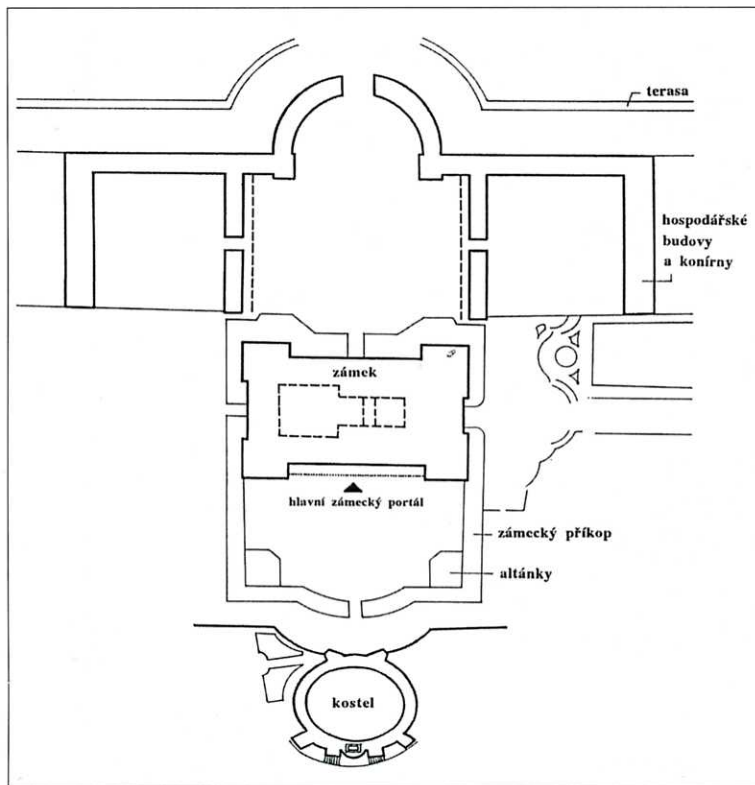 terasa
hospodářské
budovy
a konírny
zámek
hlavní zámecký portál
zámecký příkop
altánky
kostel